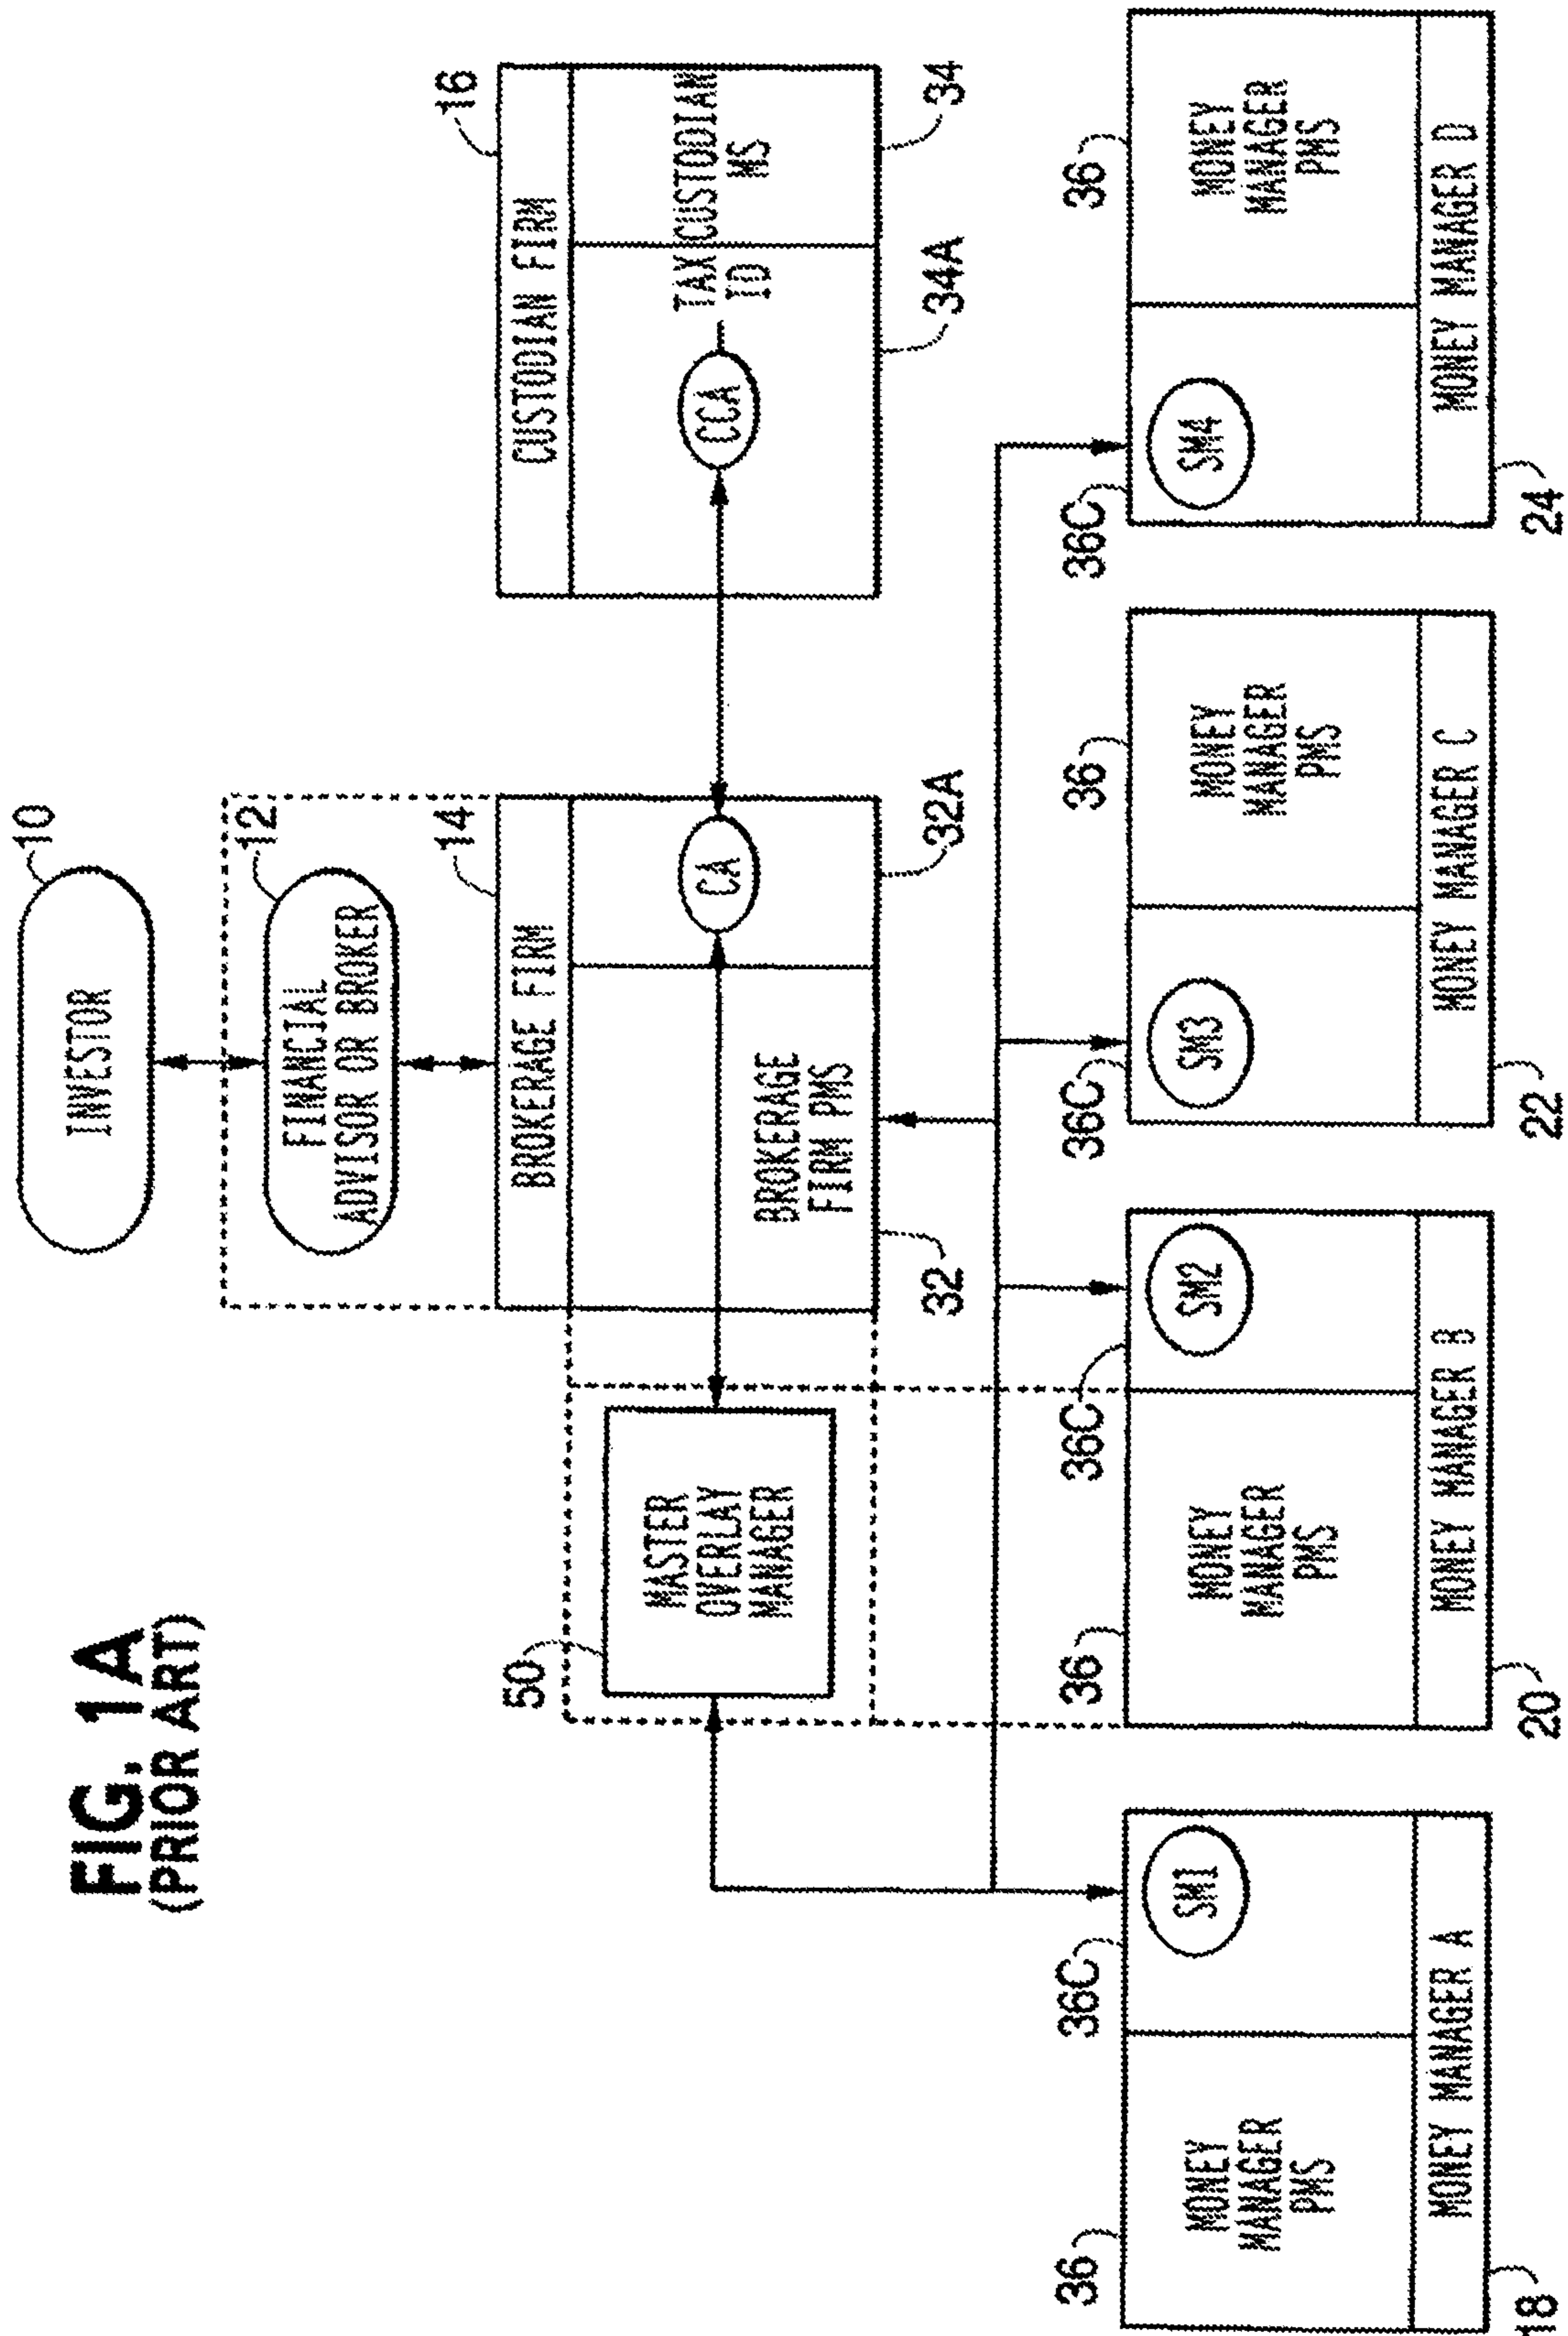 FIG. 1A
(PRIOR ART)
INVESTOR
10
FINANCIAL
ADVISOR OR BROKER
12
14
BROKERAGE FIRM
CA
BROKERAGE
FIRM PMS
32
32A
16
CUSTODIAN FIRM
CCA
TAX
ID
CUSTODIAN
MS
34A
34
50
MASTER
OVERLAY
MANAGER
36
MONEY
MANAGER
PMS
36C
SM1
MONEY MANAGER A
18
36
MONEY
MANAGER
PMS
36C
SM2
MONEY MANAGER B
20
36C
SM3
36
MONEY
MANAGER
PMS
MONEY MANAGER C
22
36C
SM4
36
MONEY
MANAGER
PMS
MONEY MANAGER D
24